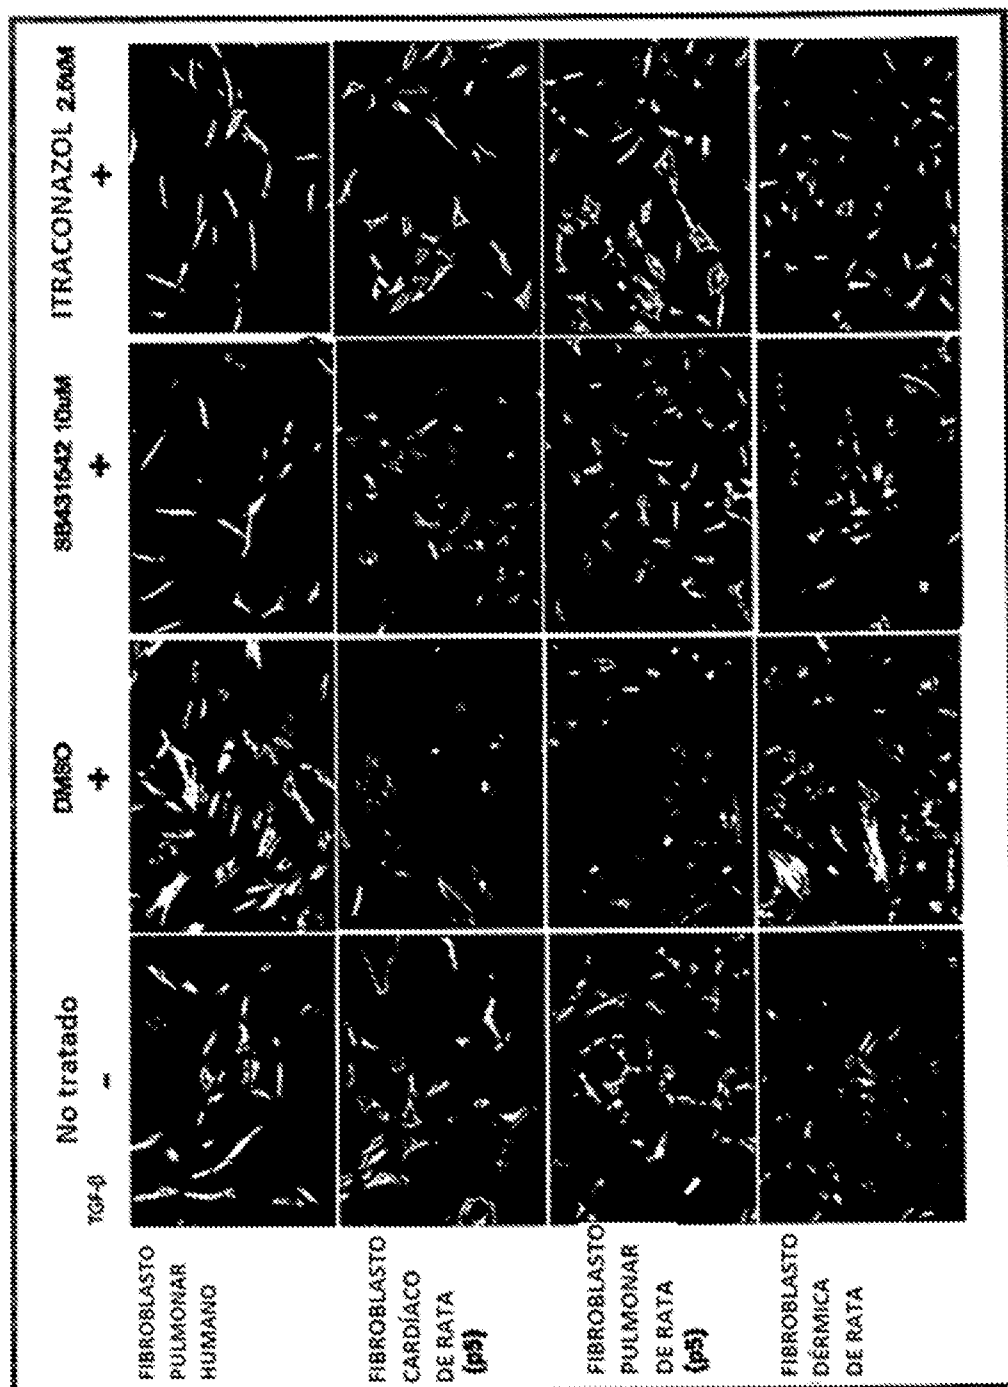 No tratado DMSO SB431542 10uM ITRACONAZOL 2.0uM
TGF-β - + + +
FIBROBLASTO
PULMONAR
HUMANO
FIBROBLASTO
CARDÍACO
DE RATA
(p5)
FIBROBLASTO
PULMONAR
DE RATA
(p5)
FIBROBLASTO
DÉRMICA
DE RATA